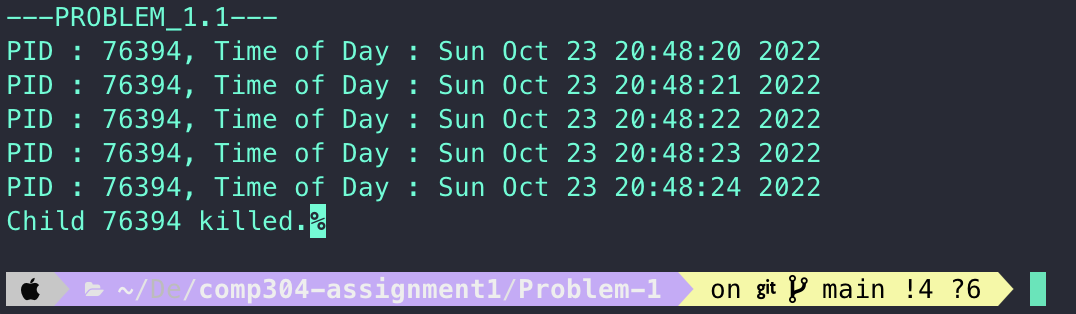 ---PROBLEM_1.1---
PID : 76394, Time of Day : Sun Oct 23 20:48:20 2022
PID : 76394, Time of Day : Sun Oct 23 20:48:21 2022
PID : 76394, Time of Day : Sun Oct 23 20:48:22 2022
PID : 76394, Time of Day : Sun Oct 23 20:48:23 2022
PID : 76394, Time of Day : Sun Oct 23 20:48:24 2022
Child 76394 killed.%
~/De/comp304-assignment1/Problem-1 on git main !4 ?6